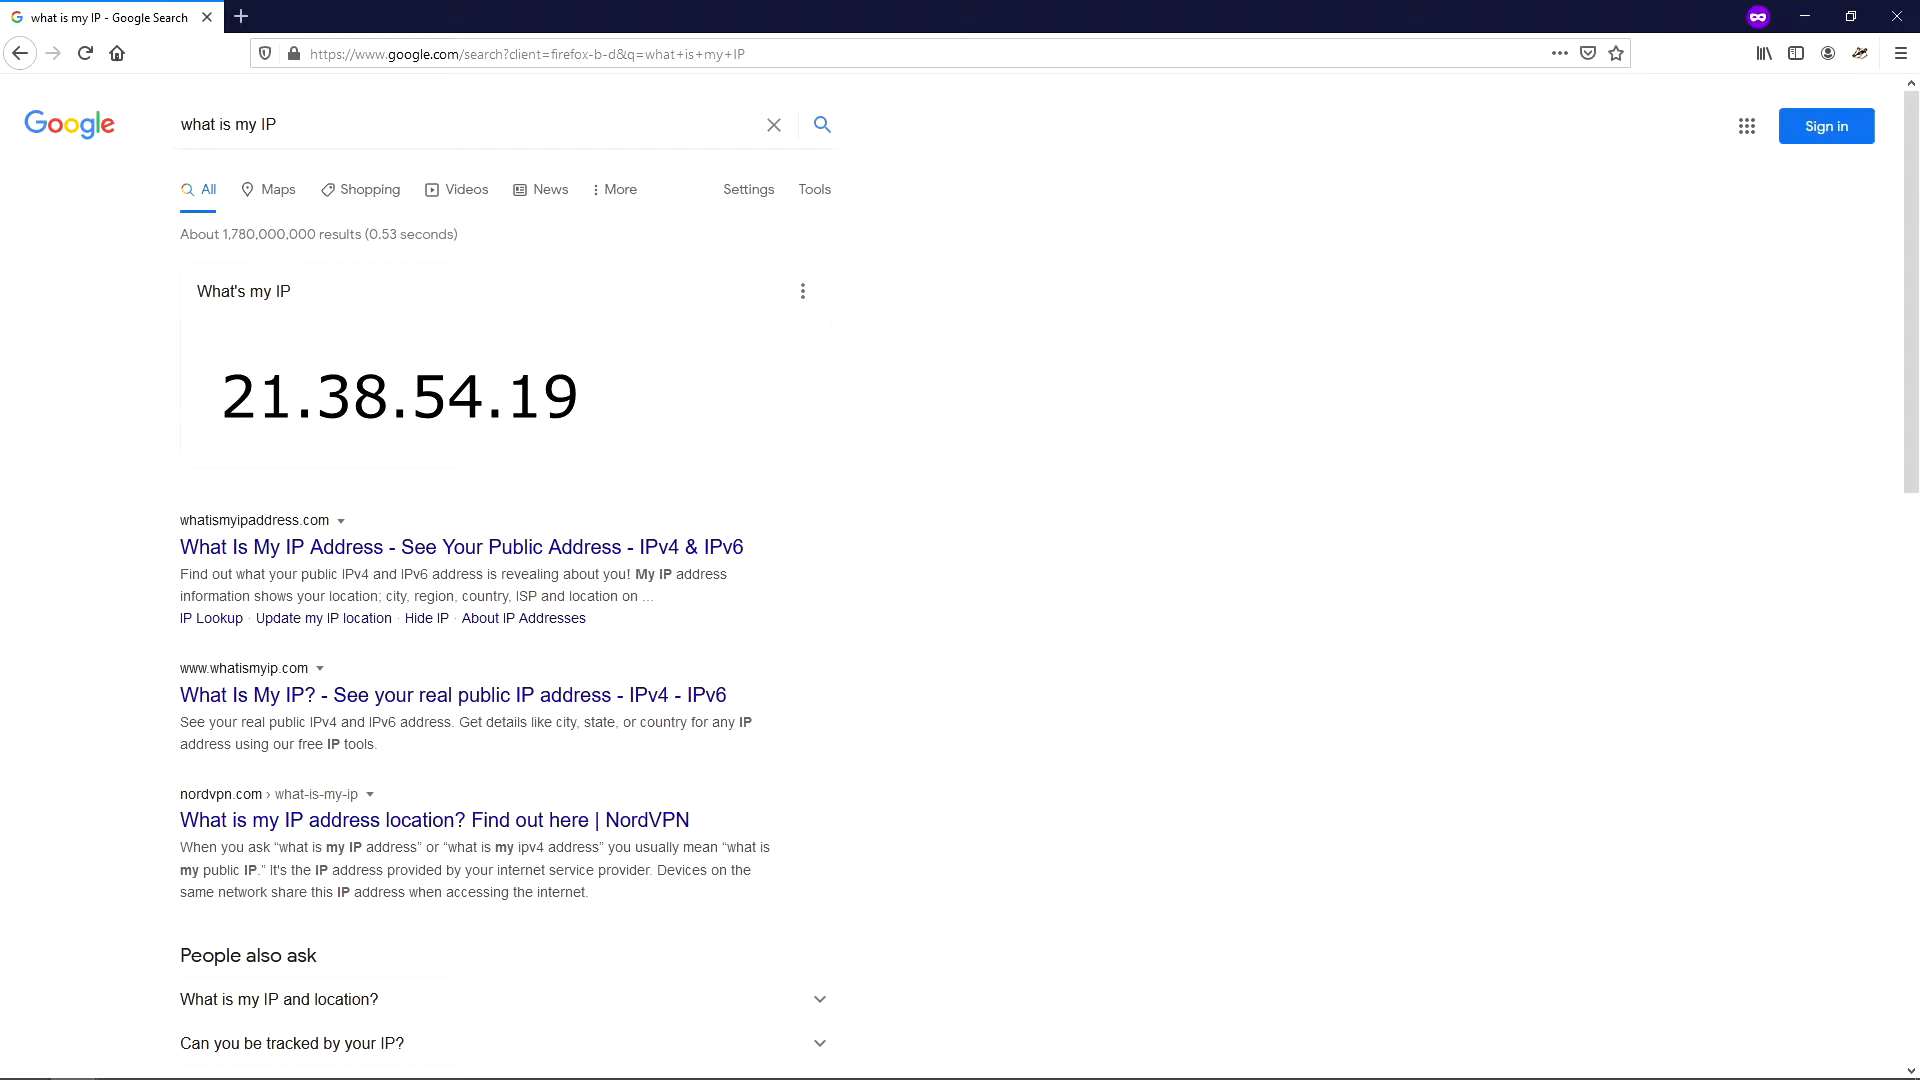 what is my IP - Google Search
https://www.google.com/search?client=firefox-b-d&q=what+is+my+IP
Google
what is my IP
Sign in
All
Maps
Shopping
Videos
News
More
Settings
Tools
About 1,780,000,000 results (0.53 seconds)
What's my IP
21.38.54.19
whatismyipaddress.com
What Is My IP Address - See Your Public Address - IPv4 & IPv6
Find out what your public IPv4 and IPv6 address is revealing about you! My IP address
information shows your location; city, region, country, ISP and location on ...
IP Lookup · Update my IP location · Hide IP · About IP Addresses
www.whatismyip.com
What Is My IP? - See your real public IP address - IPv4 - IPv6
See your real public IPv4 and IPv6 address. Get details like city, state, or country for any IP
address using our free IP tools.
nordvpn.com › what-is-my-ip
What is my IP address location? Find out here | NordVPN
When you ask “what is my IP address” or “what is my ipv4 address” you usually mean “what is
my public IP.” It's the IP address provided by your internet service provider. Devices on the
same network share this IP address when accessing the internet.
People also ask
What is my IP and location?
Can you be tracked by your IP?